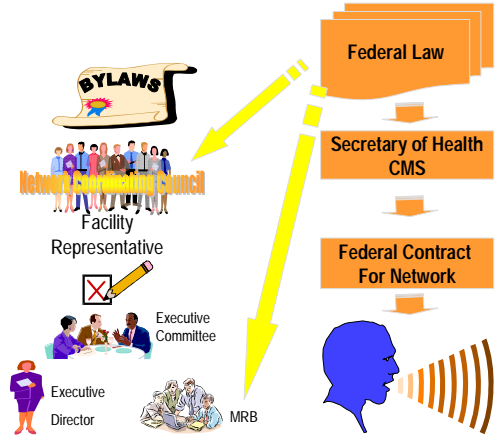 BYLAWS
Network Coordinating Council
Facility
Representative
Executive
Committee
Executive
Director
MRB
Federal Law
Secretary of Health
CMS
Federal Contract
For Network